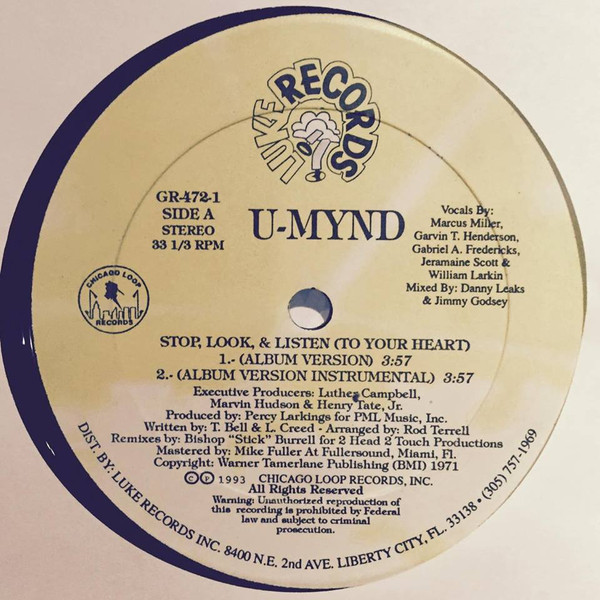 LUKE RECORDS
GR-472-1
SIDE A
STEREO
33 1/3 RPM
U-MYND
Vocals By:
Marcus Miller,
Garvin T. Henderson,
Gabriel A. Fredericks,
Jeramaine Scott &
William Larkin
Mixed By: Danny Leaks
& Jimmy Godsey
CHICAGO LOOP
RECORDS
STOP, LOOK, & LISTEN (TO YOUR HEART)
1.- (ALBUM VERSION) 3:57
2.- (ALBUM VERSION INSTRUMENTAL) 3:57
Executive Producers: Luther Campbell,
Marvin Hudson & Henry Tate, Jr.
Produced by: Percy Larkings for PML Music, Inc.
Written by: T. Bell & L. Creed - Arranged by: Rod Terrell
Remixes by: Bishop "Stick" Burrell for 2 Head 2 Touch Productions
Mastered by: Mike Fuller At Fullersound, Miami, Fl.
Copyright: Warner Tamerlane Publishing (BMI) 1971
© ℗ 1993 CHICAGO LOOP RECORDS, INC.
All Rights Reserved
Warning: Unauthorized reproduction of
this recording is prohibited by Federal
law and subject to criminal
prosecution.
DIST. BY: LUKE RECORDS INC. 8400 N.E. 2nd AVE. LIBERTY CITY, FL. 33138 • (305) 757-1969